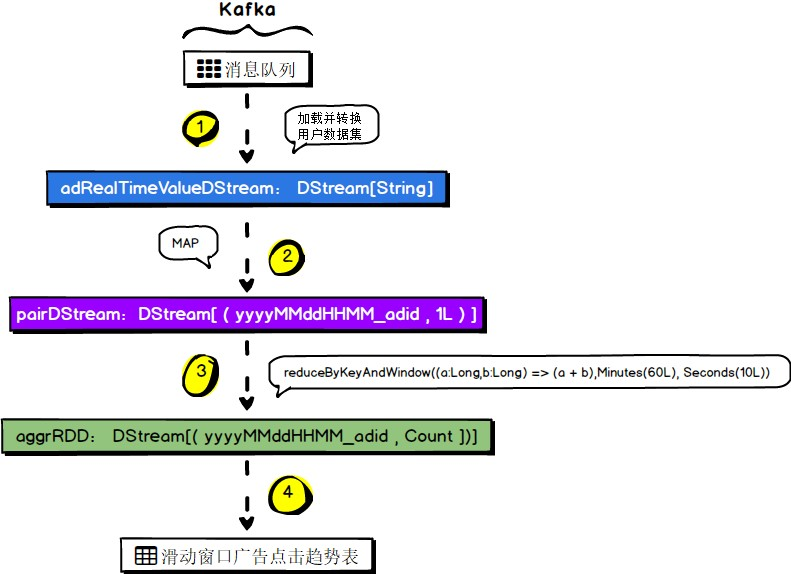 Kafka
消息队列
1
加载并转换
用户数据集
adRealTimeValueDStream： DStream[String]
MAP
2
pairDStream：DStream[ ( yyyyMMddHHMM_adid , 1L ) ]
3
reduceByKeyAndWindow((a:Long,b:Long) => (a + b),Minutes(60L), Seconds(10L))
aggrRDD： DStream[( yyyyMMddHHMM_adid , Count ])]
4
滑动窗口广告点击趋势表